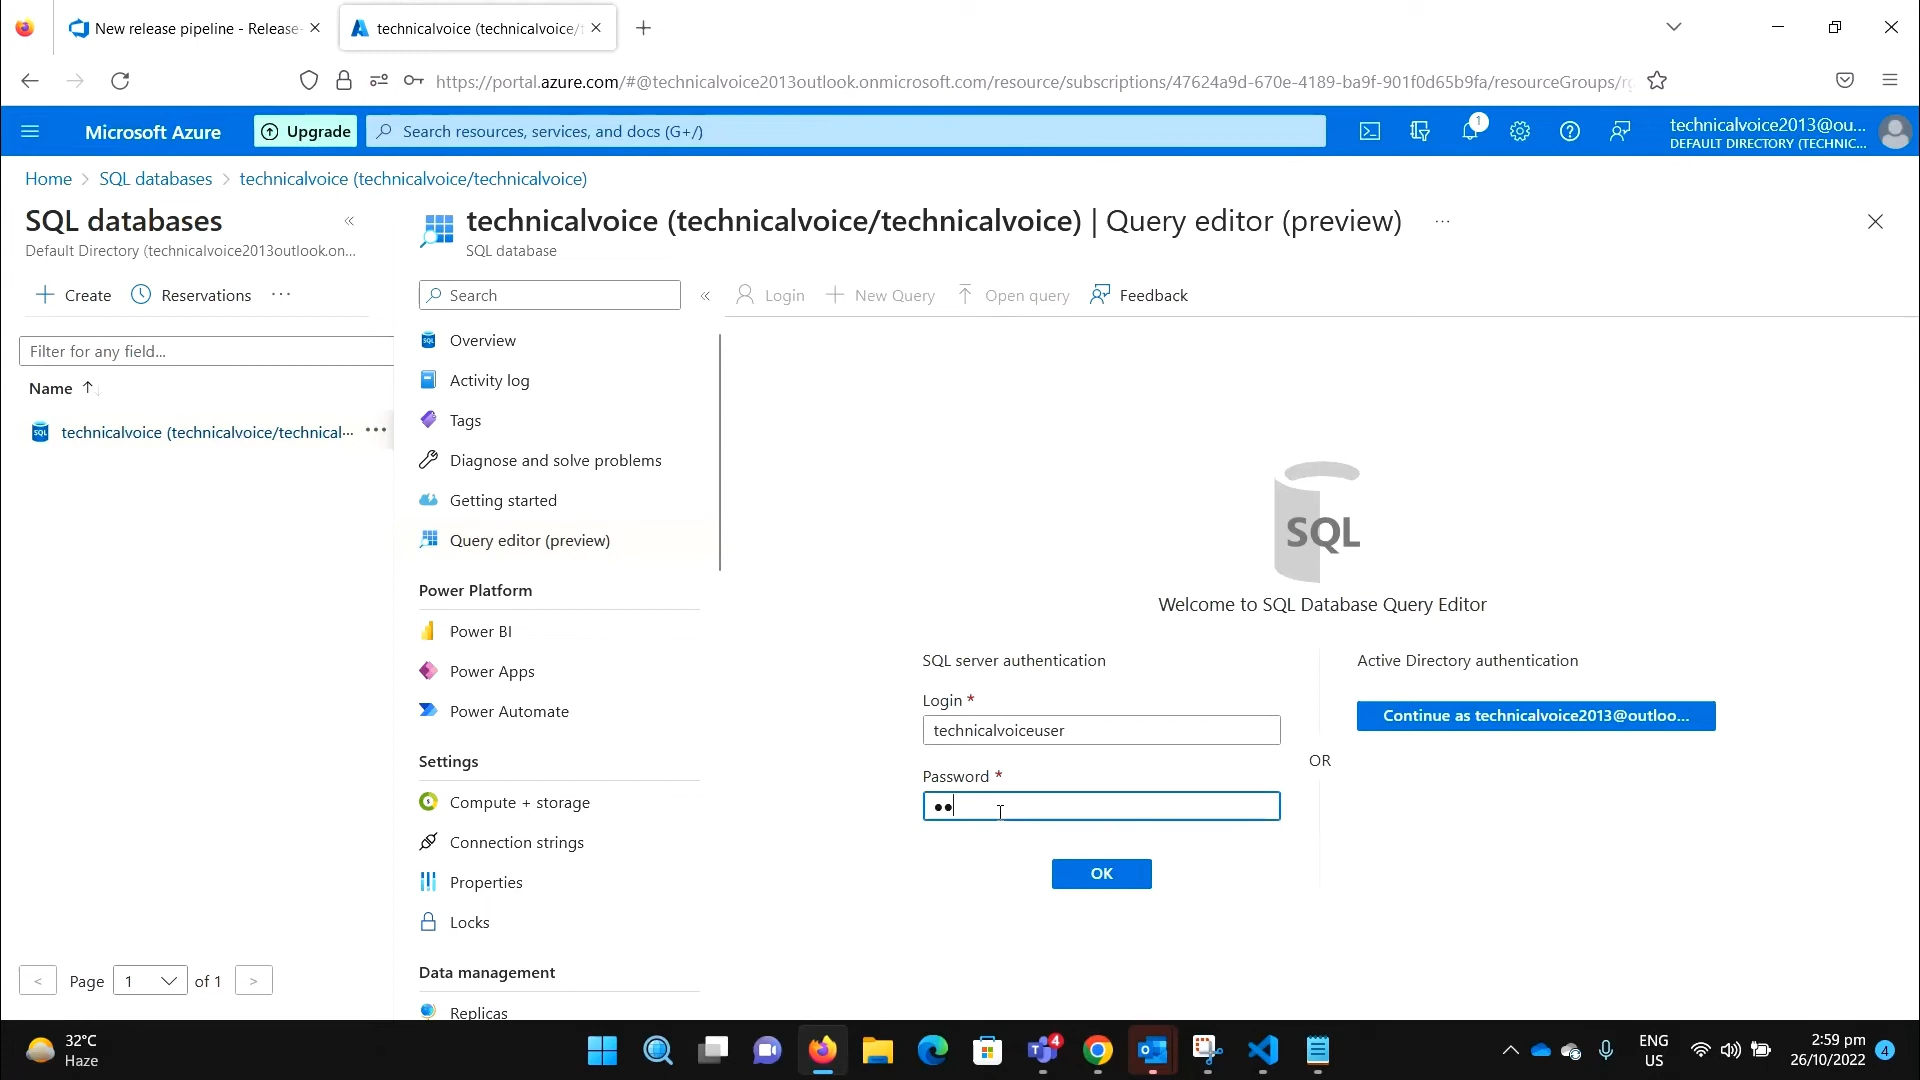 New release pipeline - Release-
technicalvoice (technicalvoice/t
https://portal.azure.com/#@technicalvoice2013outlook.onmicrosoft.com/resource/subscriptions/47624a9d-670e-4189-ba9f-901f0d65b9fa/resourceGroups/rg
Microsoft Azure
Upgrade
Search resources, services, and docs (G+/)
1
technicalvoice2013@ou...
DEFAULT DIRECTORY (TECHNIC...
Home > SQL databases > technicalvoice (technicalvoice/technicalvoice)
SQL databases
Default Directory (technicalvoice2013outlook.on...
Create
Reservations
...
Filter for any field...
Name
technicalvoice (technicalvoice/technical...
...
< Page 1 of 1 >
technicalvoice (technicalvoice/technicalvoice) | Query editor (preview)
...
SQL database
Search
Login
New Query
Open query
Feedback
Overview
Activity log
Tags
Diagnose and solve problems
Getting started
Query editor (preview)
Power Platform
Power BI
Power Apps
Power Automate
Settings
Compute + storage
Connection strings
Properties
Locks
Data management
Replicas
SQL
Welcome to SQL Database Query Editor
SQL server authentication
Login *
technicalvoiceuser
Password *
●●
OK
OR
Active Directory authentication
Continue as technicalvoice2013@outloo...
32°C
Haze
4
ENG
US
2:59 pm
26/10/2022
4